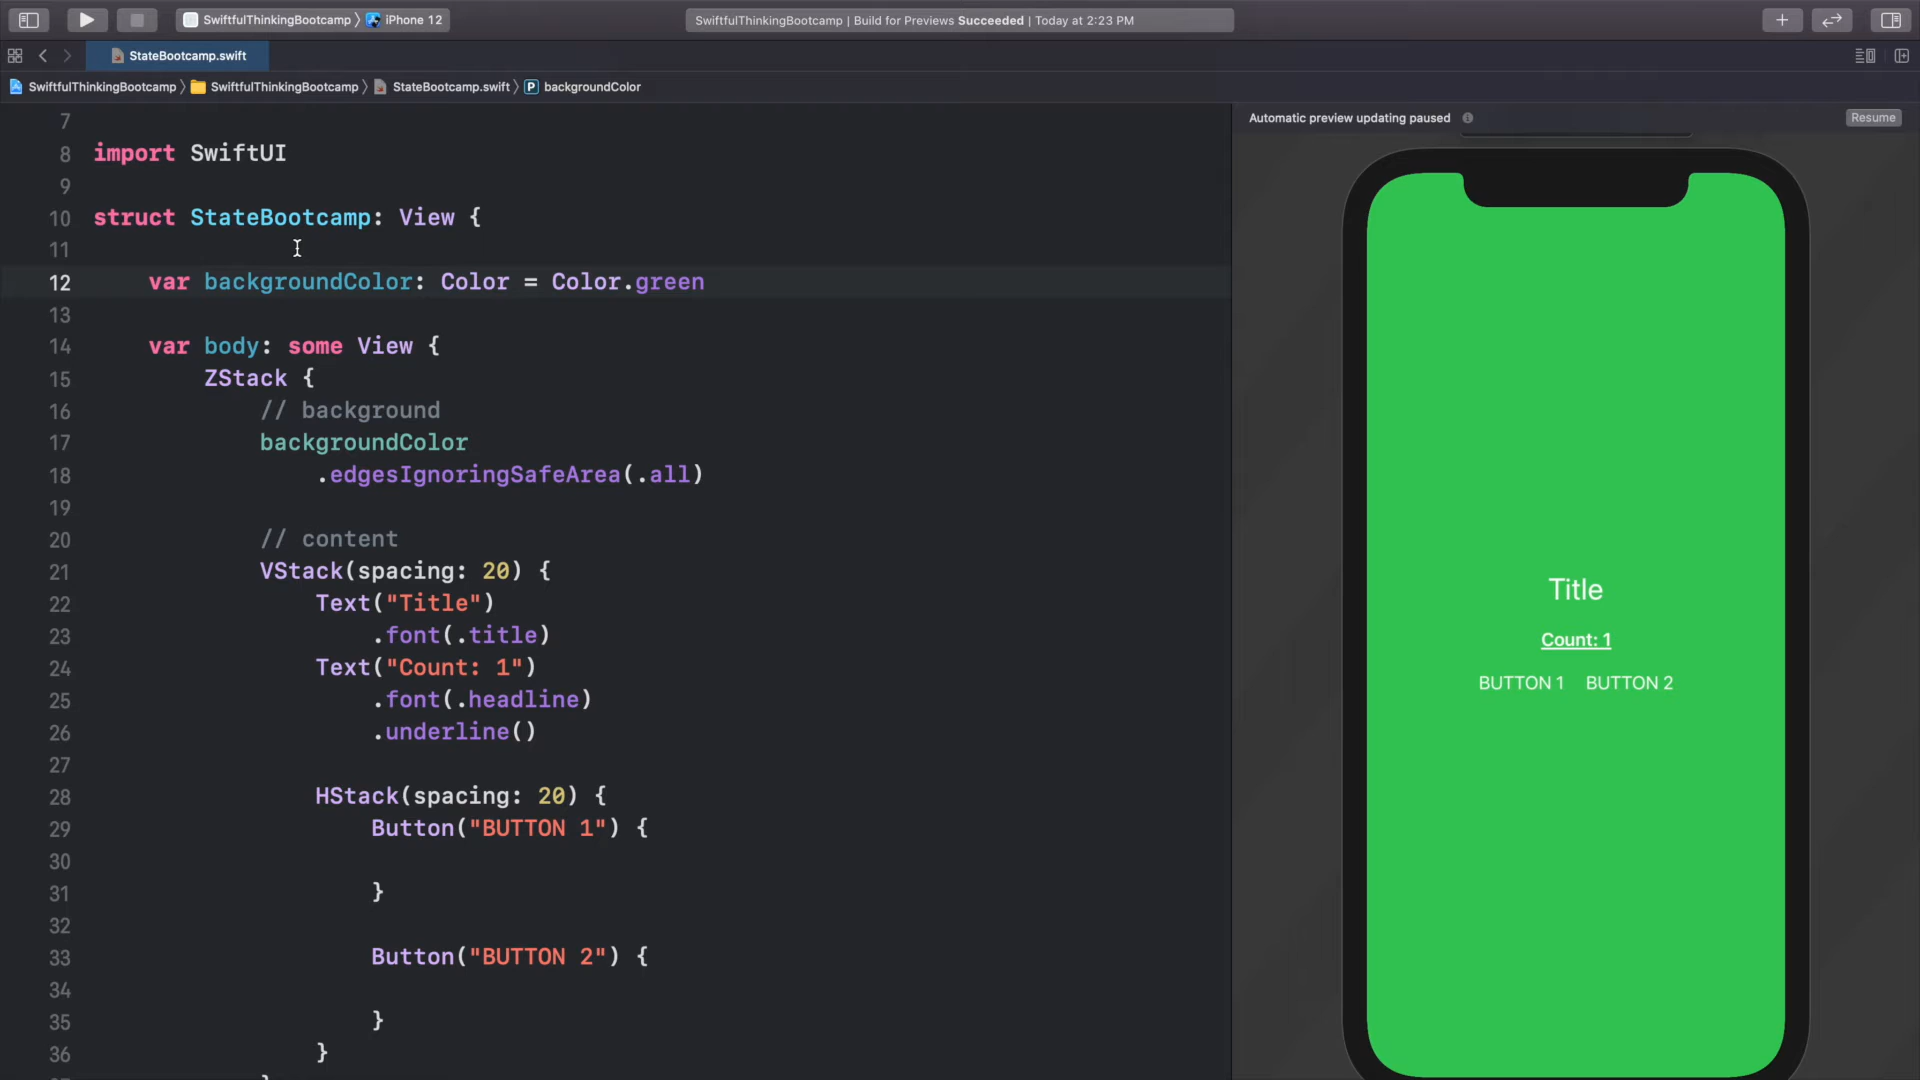 SwiftfulThinkingBootcamp 〉 iPhone 12
SwiftfulThinkingBootcamp | Build for Previews Succeeded | Today at 2:23 PM
StateBootcamp.swift
SwiftfulThinkingBootcamp 〉 SwiftfulThinkingBootcamp 〉 StateBootcamp.swift 〉 P backgroundColor
7
8 import SwiftUI
9
10 struct StateBootcamp: View {
11
12 var backgroundColor: Color = Color.green
13
14 var body: some View {
15 ZStack {
16 // background
17 backgroundColor
18 .edgesIgnoringSafeArea(.all)
19
20 // content
21 VStack(spacing: 20) {
22 Text("Title")
23 .font(.title)
24 Text("Count: 1")
25 .font(.headline)
26 .underline()
27
28 HStack(spacing: 20) {
29 Button("BUTTON 1") {
30
31 }
32
33 Button("BUTTON 2") {
34
35 }
36 }
Automatic preview updating paused
Resume
Title
Count: 1
BUTTON 1 BUTTON 2